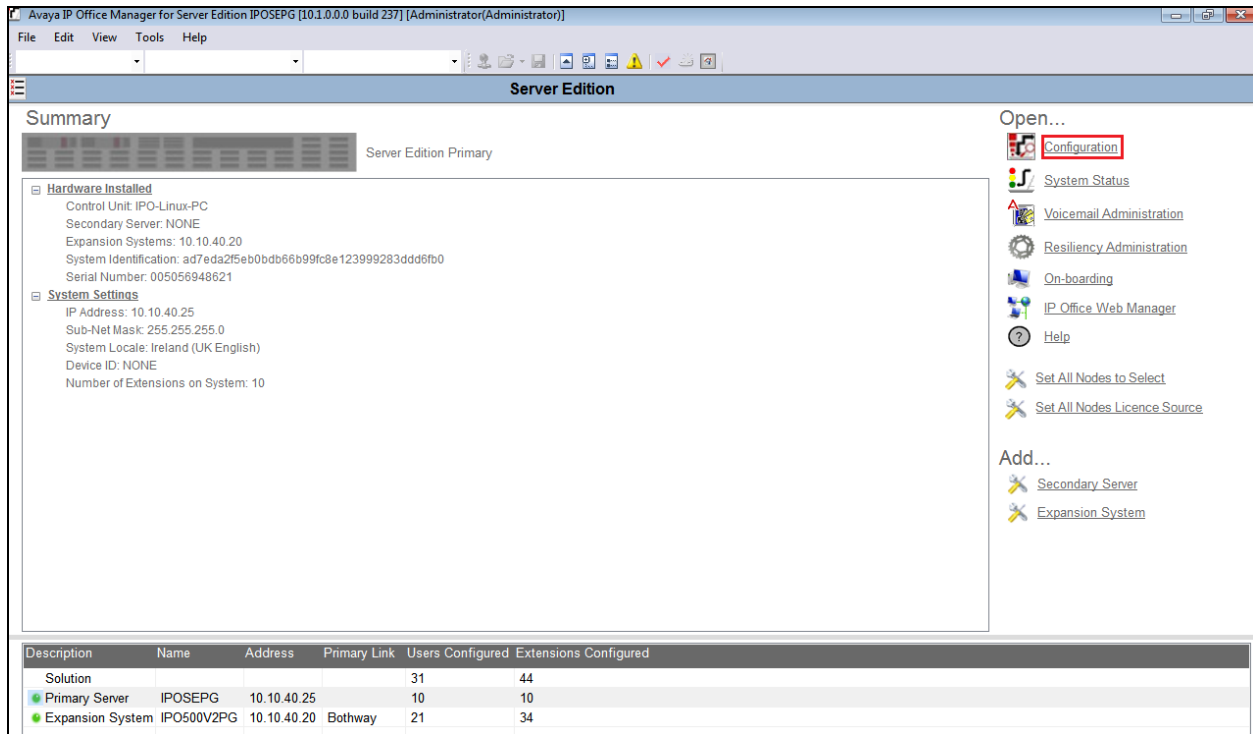 Avaya IP Office Manager for Server Edition IPOSEPG [10.1.0.0.0 build 237] [Administrator(Administrator)]
File Edit View Tools Help
Server Edition
Summary
Server Edition Primary
Hardware Installed
Control Unit: IPO-Linux-PC
Secondary Server: NONE
Expansion Systems: 10.10.40.20
System Identification: ad7eda2f5eb0bdb66b99fc8e123999283ddd6fb0
Serial Number: 005056948621
System Settings
IP Address: 10.10.40.25
Sub-Net Mask: 255.255.255.0
System Locale: Ireland (UK English)
Device ID: NONE
Number of Extensions on System: 10
Open...
Configuration
System Status
Voicemail Administration
Resiliency Administration
On-boarding
IP Office Web Manager
Help
Set All Nodes to Select
Set All Nodes Licence Source
Add...
Secondary Server
Expansion System
Description Name Address Primary Link Users Configured Extensions Configured
Solution 31 44
Primary Server IPOSEPG 10.10.40.25 10 10
Expansion System IPO500V2PG 10.10.40.20 Bothway 21 34